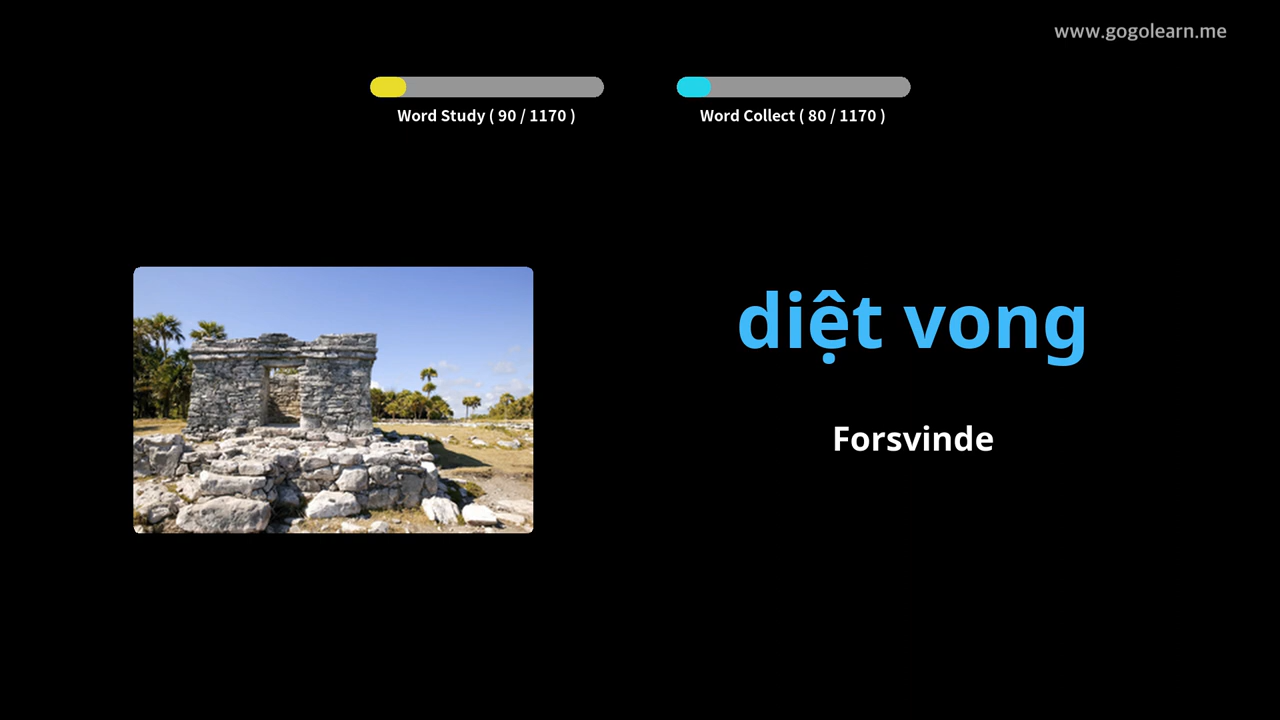 www.gogolearn.me
Word Study ( 90 / 1170 )
Word Collect ( 80 / 1170 )
diệt vong
Forsvinde